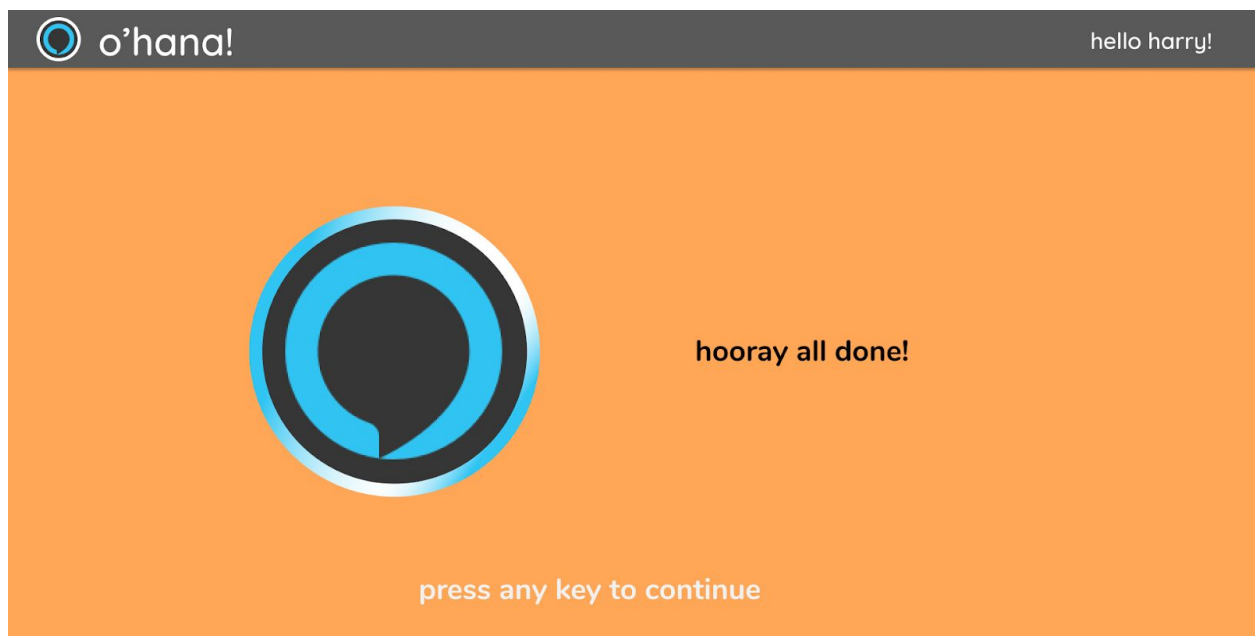 o’hana!
hello harry!
hooray all done!
press any key to continue